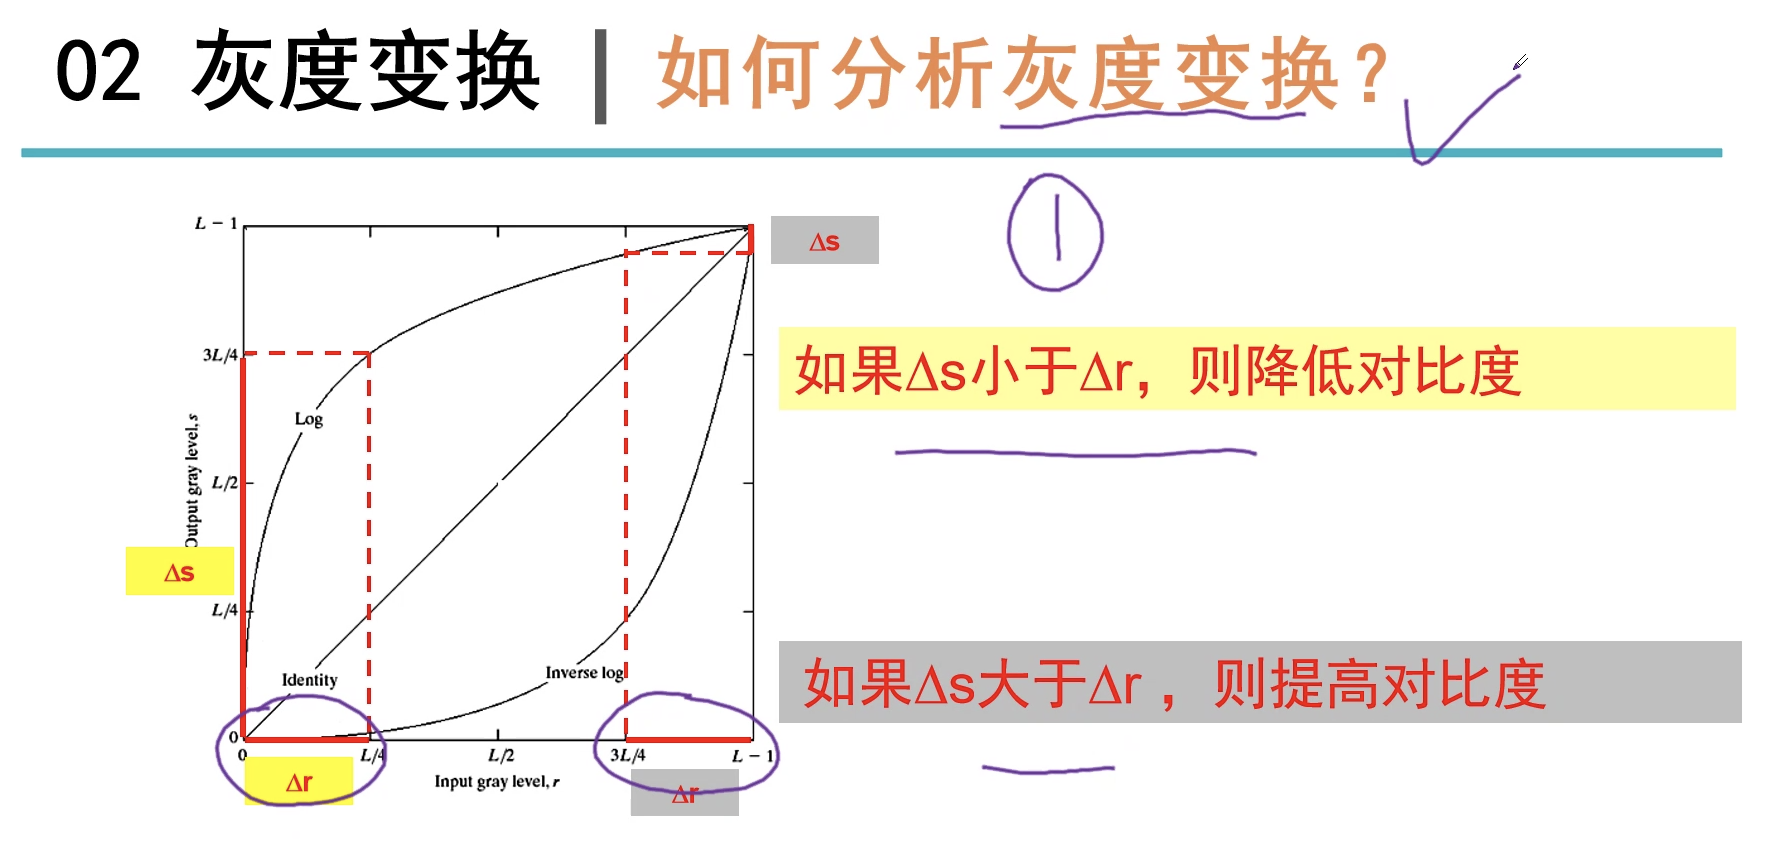 02 灰度变换 | 如何分析灰度变换?
L − 1
Δs
①
3L/4
如果Δs小于Δr，则降低对比度
Log
Output gray level, s
L/2
Δs
L/4
Identity
Inverse log
如果Δs大于Δr ，则提高对比度
0
0
L/4
L/2
3L/4
L − 1
Δr
Input gray level, r
Δr